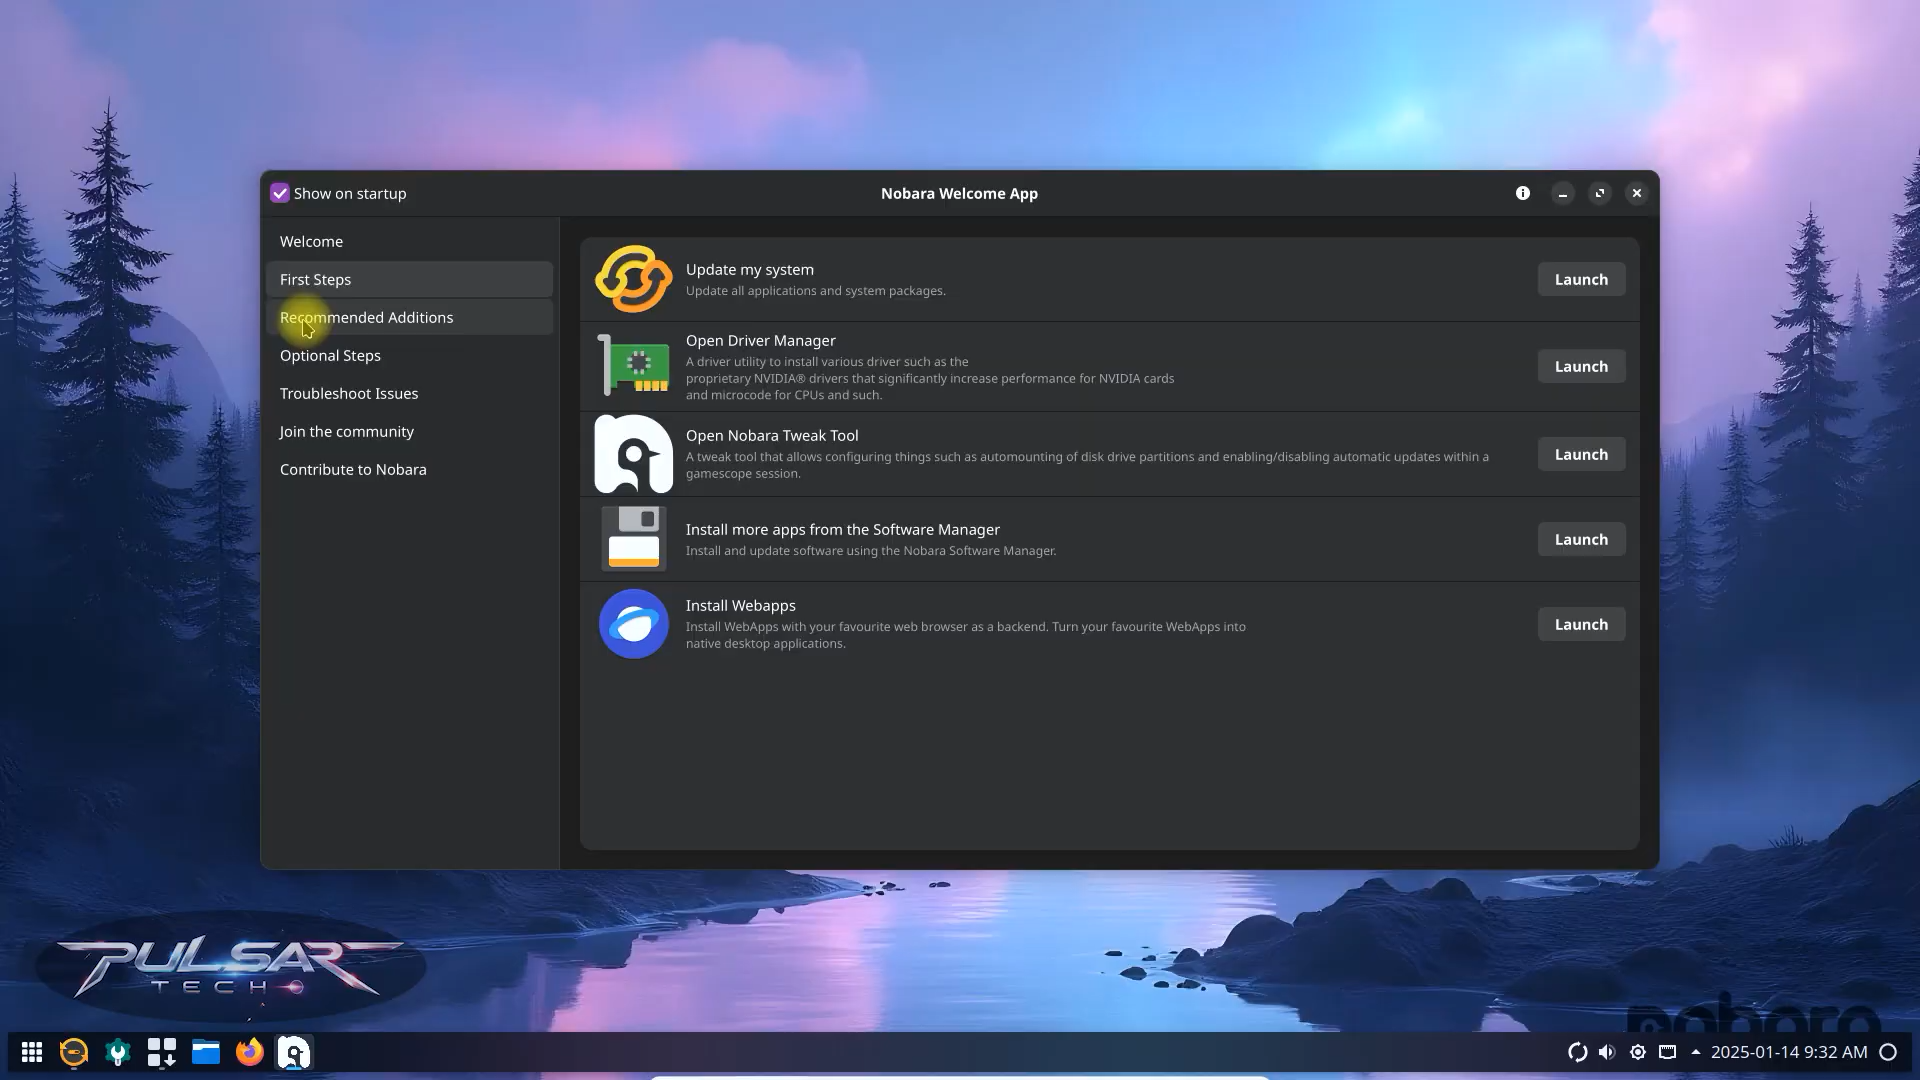 Show on startup
Nobara Welcome App
Welcome
First Steps
Recommended Additions
Optional Steps
Troubleshoot Issues
Join the community
Contribute to Nobara
Update my system
Update all applications and system packages.
Launch
Open Driver Manager
A driver utility to install various driver such as the
proprietary NVIDIA® drivers that significantly increase performance for NVIDIA cards
and microcode for CPUs and such.
Launch
Open Nobara Tweak Tool
A tweak tool that allows configuring things such as automounting of disk drive partitions and enabling/disabling automatic updates within a
gamescope session.
Launch
Install more apps from the Software Manager
Install and update software using the Nobara Software Manager.
Launch
Install Webapps
Install WebApps with your favourite web browser as a backend. Turn your favourite WebApps into
native desktop applications.
Launch
PULSAR
TECH
nobara
2025-01-14 9:32 AM